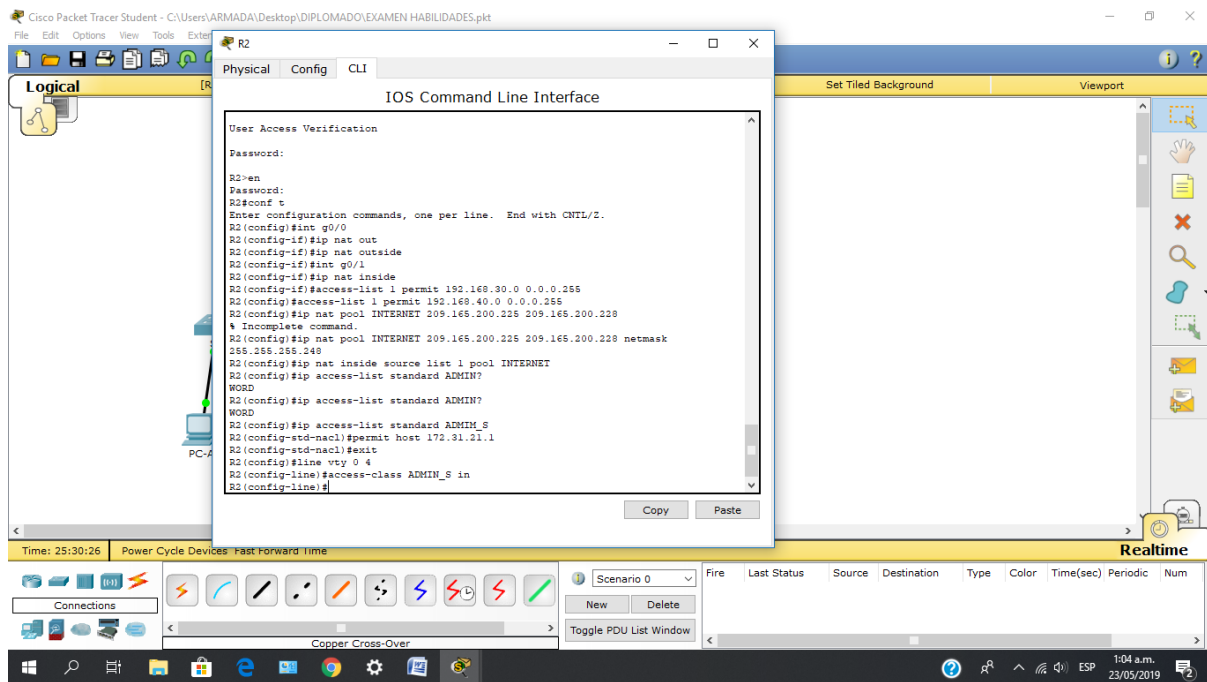 Cisco Packet Tracer Student - C:\Users\ARMADA\Desktop\DIPLOMADO\EXAMEN HABILIDADES.pkt
File Edit Options View Tools Exter
R2
Physical Config CLI
Logical
[R
Set Tiled Background
Viewport
IOS Command Line Interface
User Access Verification
Password:
R2>en
Password:
R2#conf t
Enter configuration commands, one per line.  End with CNTL/Z.
R2(config)#int g0/0
R2(config-if)#ip nat out
R2(config-if)#ip nat outside
R2(config-if)#int g0/1
R2(config-if)#ip nat inside
R2(config-if)#access-list 1 permit 192.168.30.0 0.0.0.255
R2(config)#access-list 1 permit 192.168.40.0 0.0.0.255
R2(config)#ip nat pool INTERNET 209.165.200.225 209.165.200.228
% Incomplete command.
R2(config)#ip nat pool INTERNET 209.165.200.225 209.165.200.228 netmask
255.255.255.248
R2(config)#ip nat inside source list 1 pool INTERNET
R2(config)#ip access-list standard ADMIN?
WORD
R2(config)#ip access-list standard ADMIN?
WORD
R2(config)#ip access-list standard ADMIM_S
R2(config-std-nacl)#permit host 172.31.21.1
R2(config-std-nacl)#exit
R2(config)#line vty 0 4
R2(config-line)#access-class ADMIN_S in
R2(config-line)#
PC-A
Copy Paste
Time: 25:30:26 Power Cycle Devices Fast Forward Time
Realtime
Scenario 0
Fire Last Status Source Destination Type Color Time(sec) Periodic Num
Connections
New Delete
Toggle PDU List Window
Copper Cross-Over
ESP
1:04 a.m.
23/05/2019
2